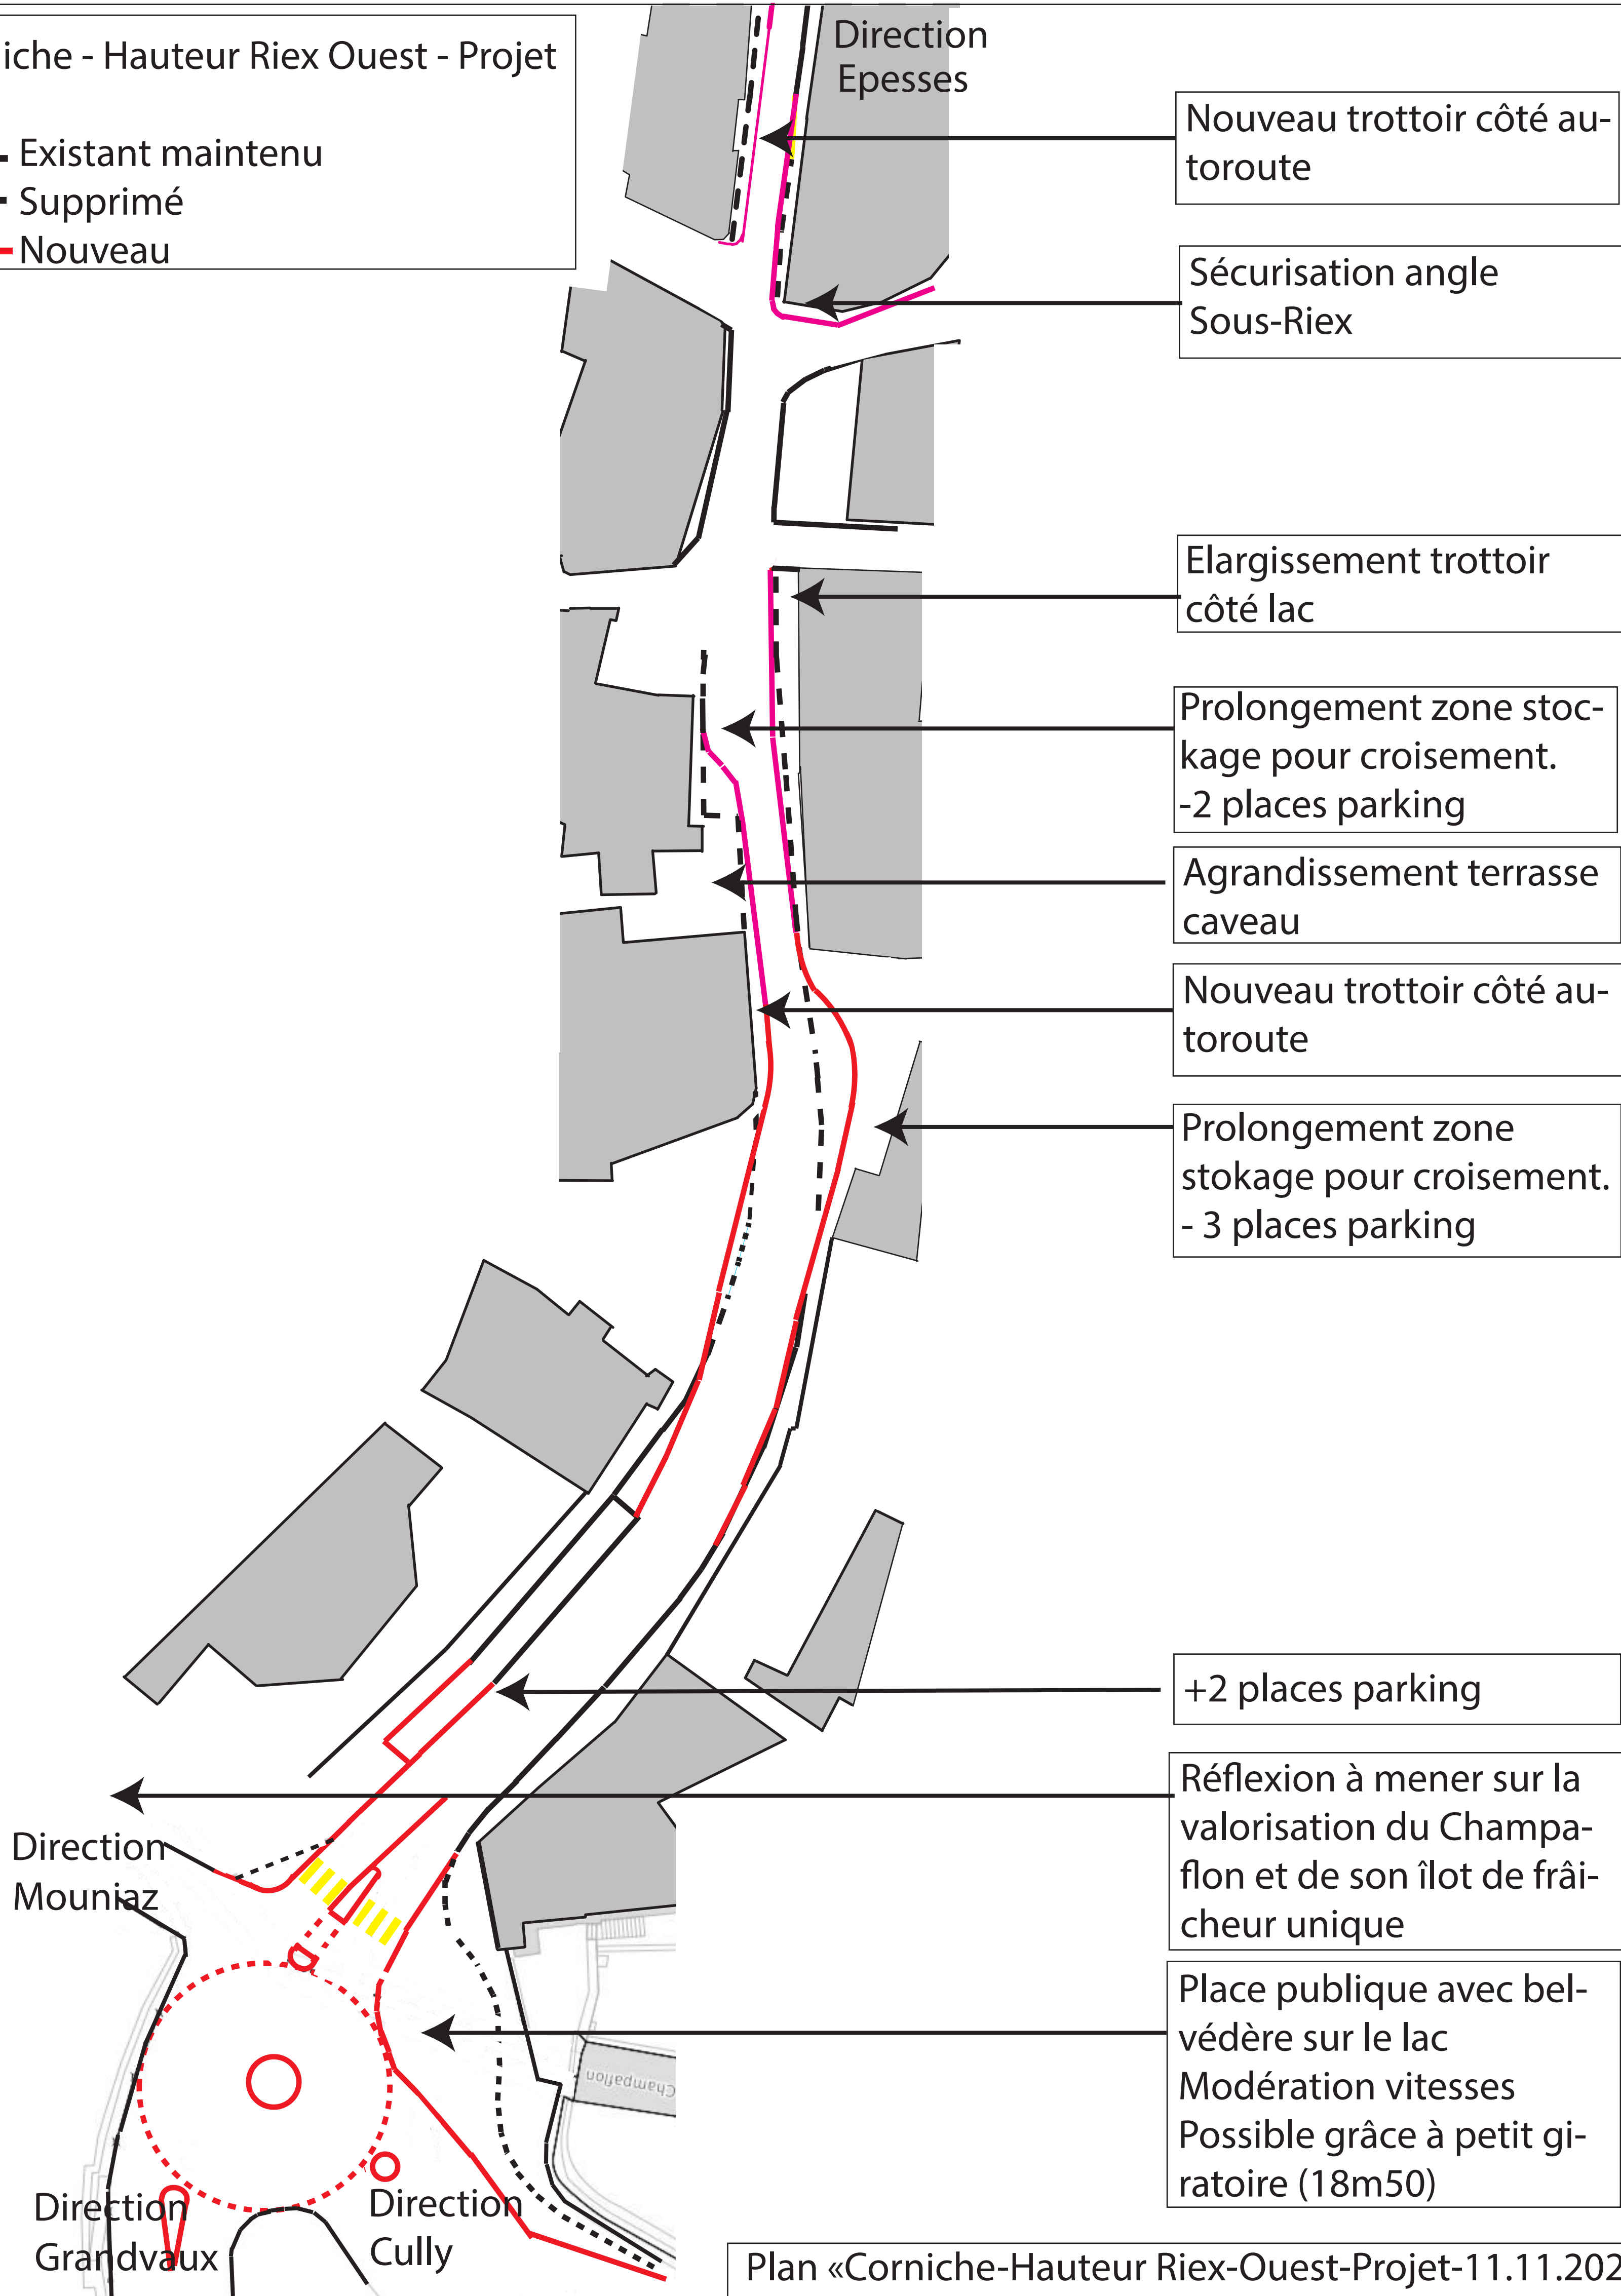 iche - Hauteur Riex Ouest - Projet
Existant maintenu
Supprimé
Nouveau
Direction
Epesses
Nouveau trottoir côté au-
toroute
Sécurisation angle
Sous-Riex
Elargissement trottoir
côté lac
Prolongement zone stoc-
kage pour croisement.
-2 places parking
Agrandissement terrasse
caveau
Nouveau trottoir côté au-
toroute
Prolongement zone
stokage pour croisement.
- 3 places parking
+2 places parking
Réflexion à mener sur la
valorisation du Champa-
flon et de son îlot de frâi-
cheur unique
Direction
Mouniaz
Place publique avec bel-
védère sur le lac
Modération vitesses
Possible grâce à petit gi-
ratoire (18m50)
Champaflon
Direction
Grandvaux
Direction
Cully
Plan «Corniche-Hauteur Riex-Ouest-Projet-11.11.202